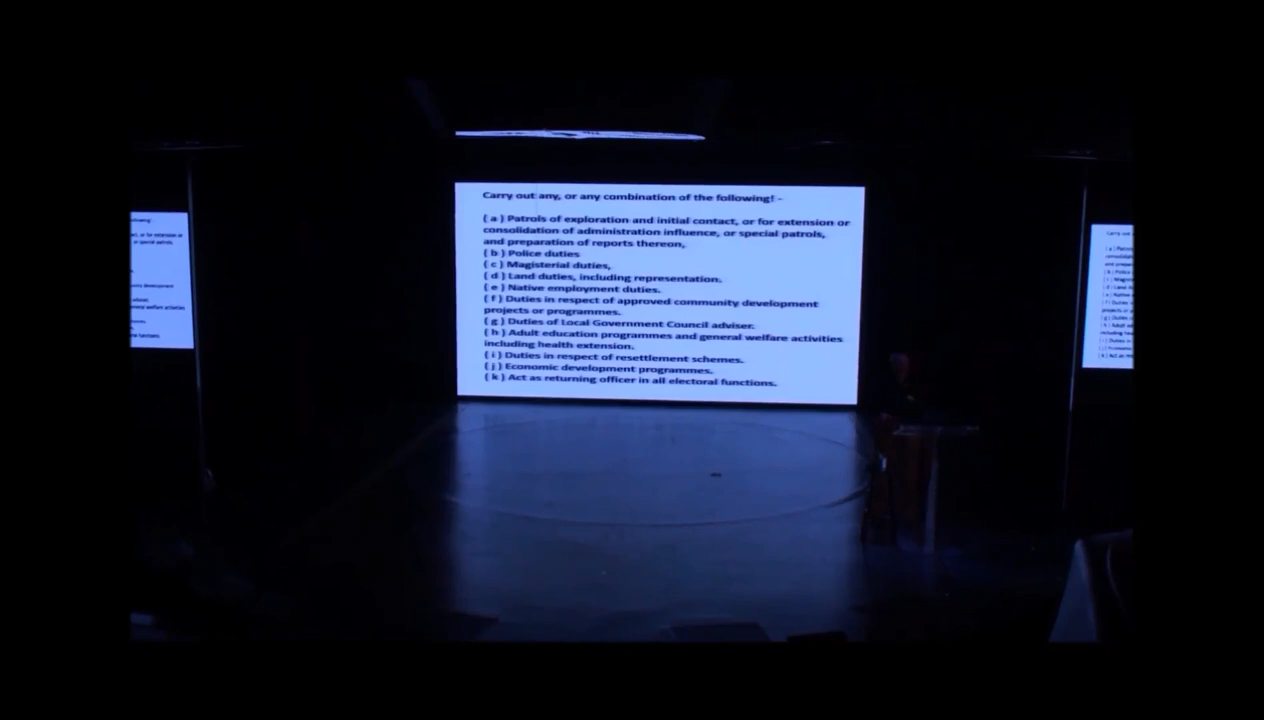 Carry out any, or any combination of the following! -
( a ) Patrols of exploration and initial contact, or for extension or
consolidation of administration influence, or special patrols,
and preparation of reports thereon,
( b ) Police duties
( c ) Magisterial duties,
( d ) Land duties, including representation.
( e ) Native employment duties.
( f ) Duties in respect of approved community development
projects or programmes.
( g ) Duties of Local Government Council adviser.
( h ) Adult education programmes and general welfare activities
including health extension.
( i ) Duties in respect of resettlement schemes.
( j ) Economic development programmes.
( k ) Act as returning officer in all electoral functions.